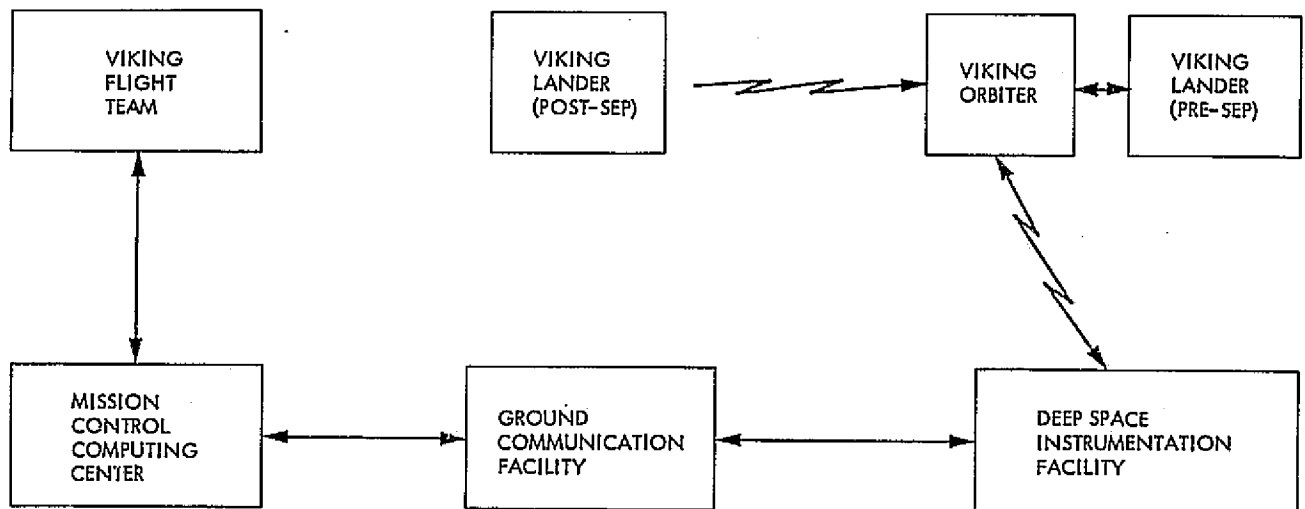 VIKING
FLIGHT
TEAM
VIKING
LANDER
(POST-SEP)
VIKING
ORBITER
VIKING
LANDER
(PRE-SEP)
MISSION
CONTROL
COMPUTING
CENTER
GROUND
COMMUNICATION
FACILITY
DEEP SPACE
INSTRUMENTATION
FACILITY